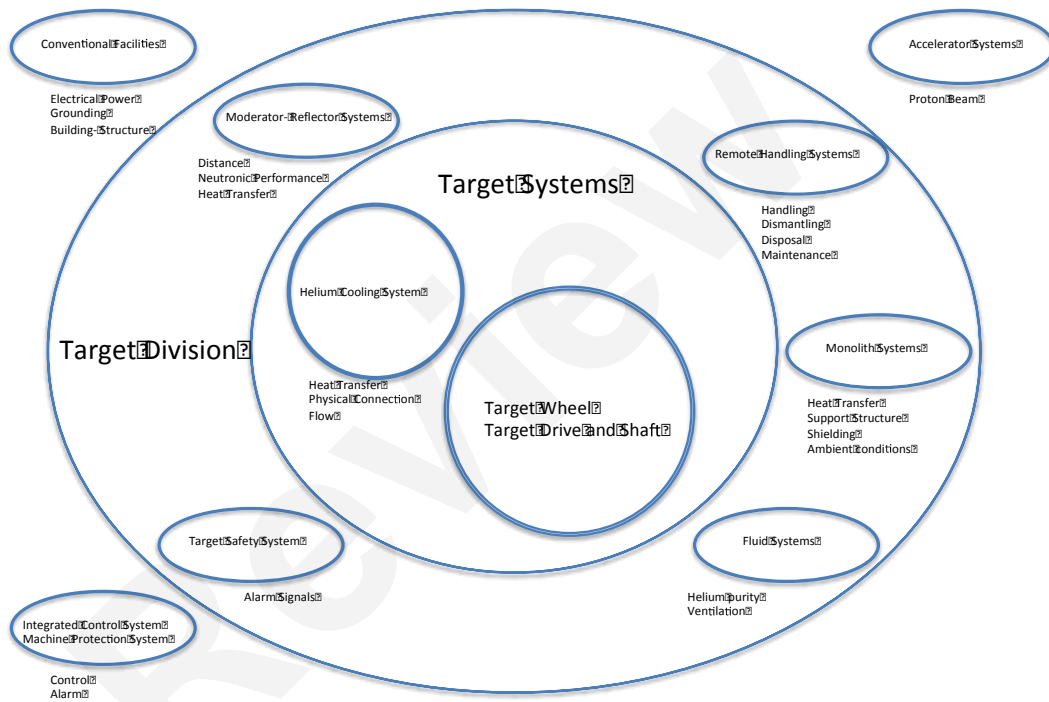 Conventional Facilities
Electrical Power
Grounding
Building- Structure
Accelerator Systems
Proton Beam
Moderator- Reflector Systems
Distance
Neutronic Performance
Heat Transfer
Remote Handling Systems
Handling
Dismantling
Disposal
Maintenance
Target Systems
Helium Cooling System
Heat Transfer
Physical Connection
Flow
Target Division
Target Wheel
Target Drive and Shaft
Monolith Systems
Heat Transfer
Support Structure
Shielding
Ambient conditions
Target Safety System
Alarm Signals
Fluid Systems
Helium purity
Ventilation
Integrated Control System
Machine Protection System
Control
Alarm
Review